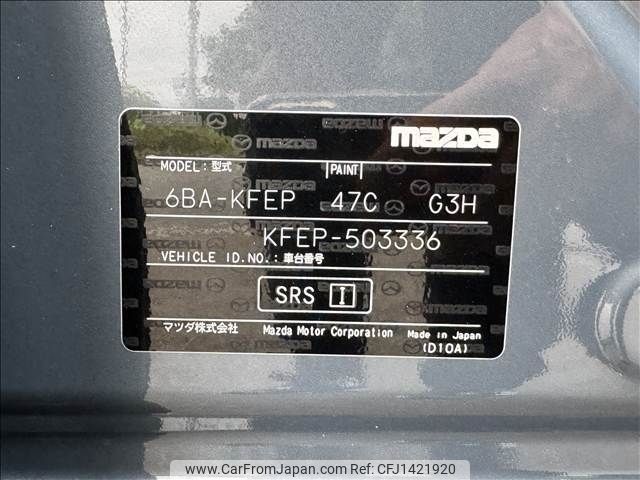 mazda
MODEL:型式 PAINT
6BA-KFEP 47C G3H
KFEP-503336
VEHICLE ID.NO.:車台番号
SRS I
マツダ株式会社 Mazda Motor Corporation Made in Japan
(D10A)
www.CarFromJapan.com - ID: CFJ1421920